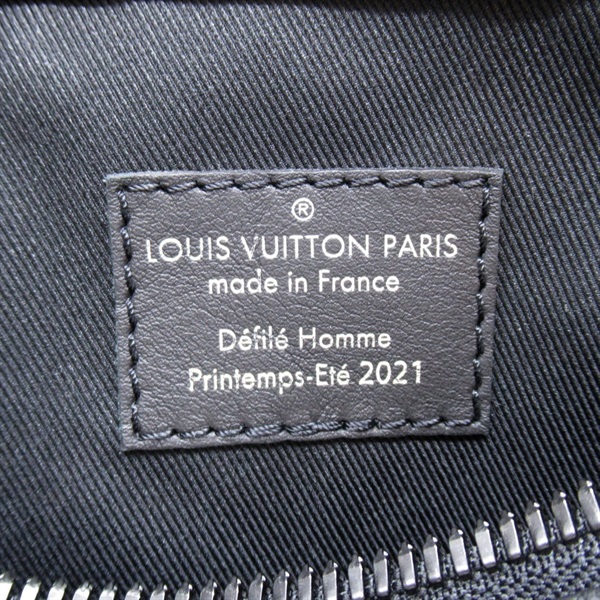 ®
LOUIS VUITTON PARIS
made in France
Défilé Homme
Printemps-Eté 2021